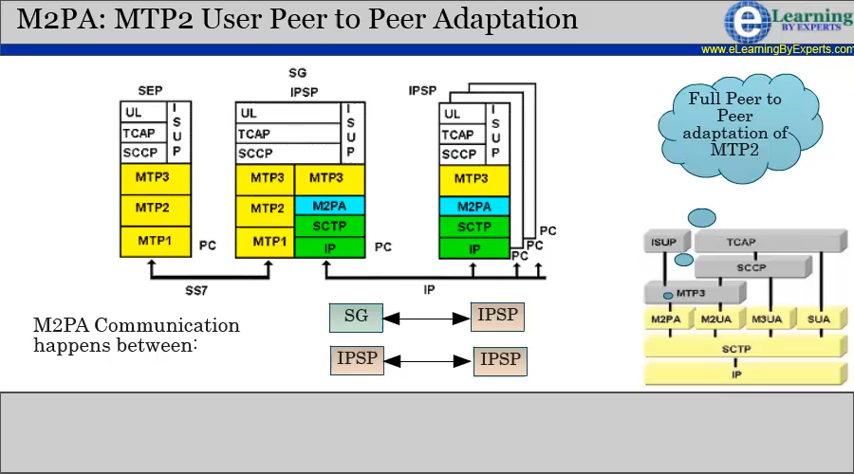 M2PA: MTP2 User Peer to Peer Adaptation
eLearning
BY EXPERTS
www.eLearningByExperts.com
SEP
UL
TCAP
SCCP
I
S
U
P
MTP3
MTP2
MTP1
PC
SG
IPSP
UL
TCAP
SCCP
I
S
U
P
MTP3
MTP3
MTP2
M2PA
SCTP
MTP1
IP
PC
IPSP
UL
TCAP
SCCP
I
S
U
P
MTP3
M2PA
SCTP
IP
PC
PC
PC
SS7
IP
Full Peer to
Peer
adaptation of
MTP2
ISUP
TCAP
SCCP
MTP3
M2PA
M2UA
M3UA
SUA
SCTP
IP
M2PA Communication
happens between:
SG
IPSP
IPSP
IPSP